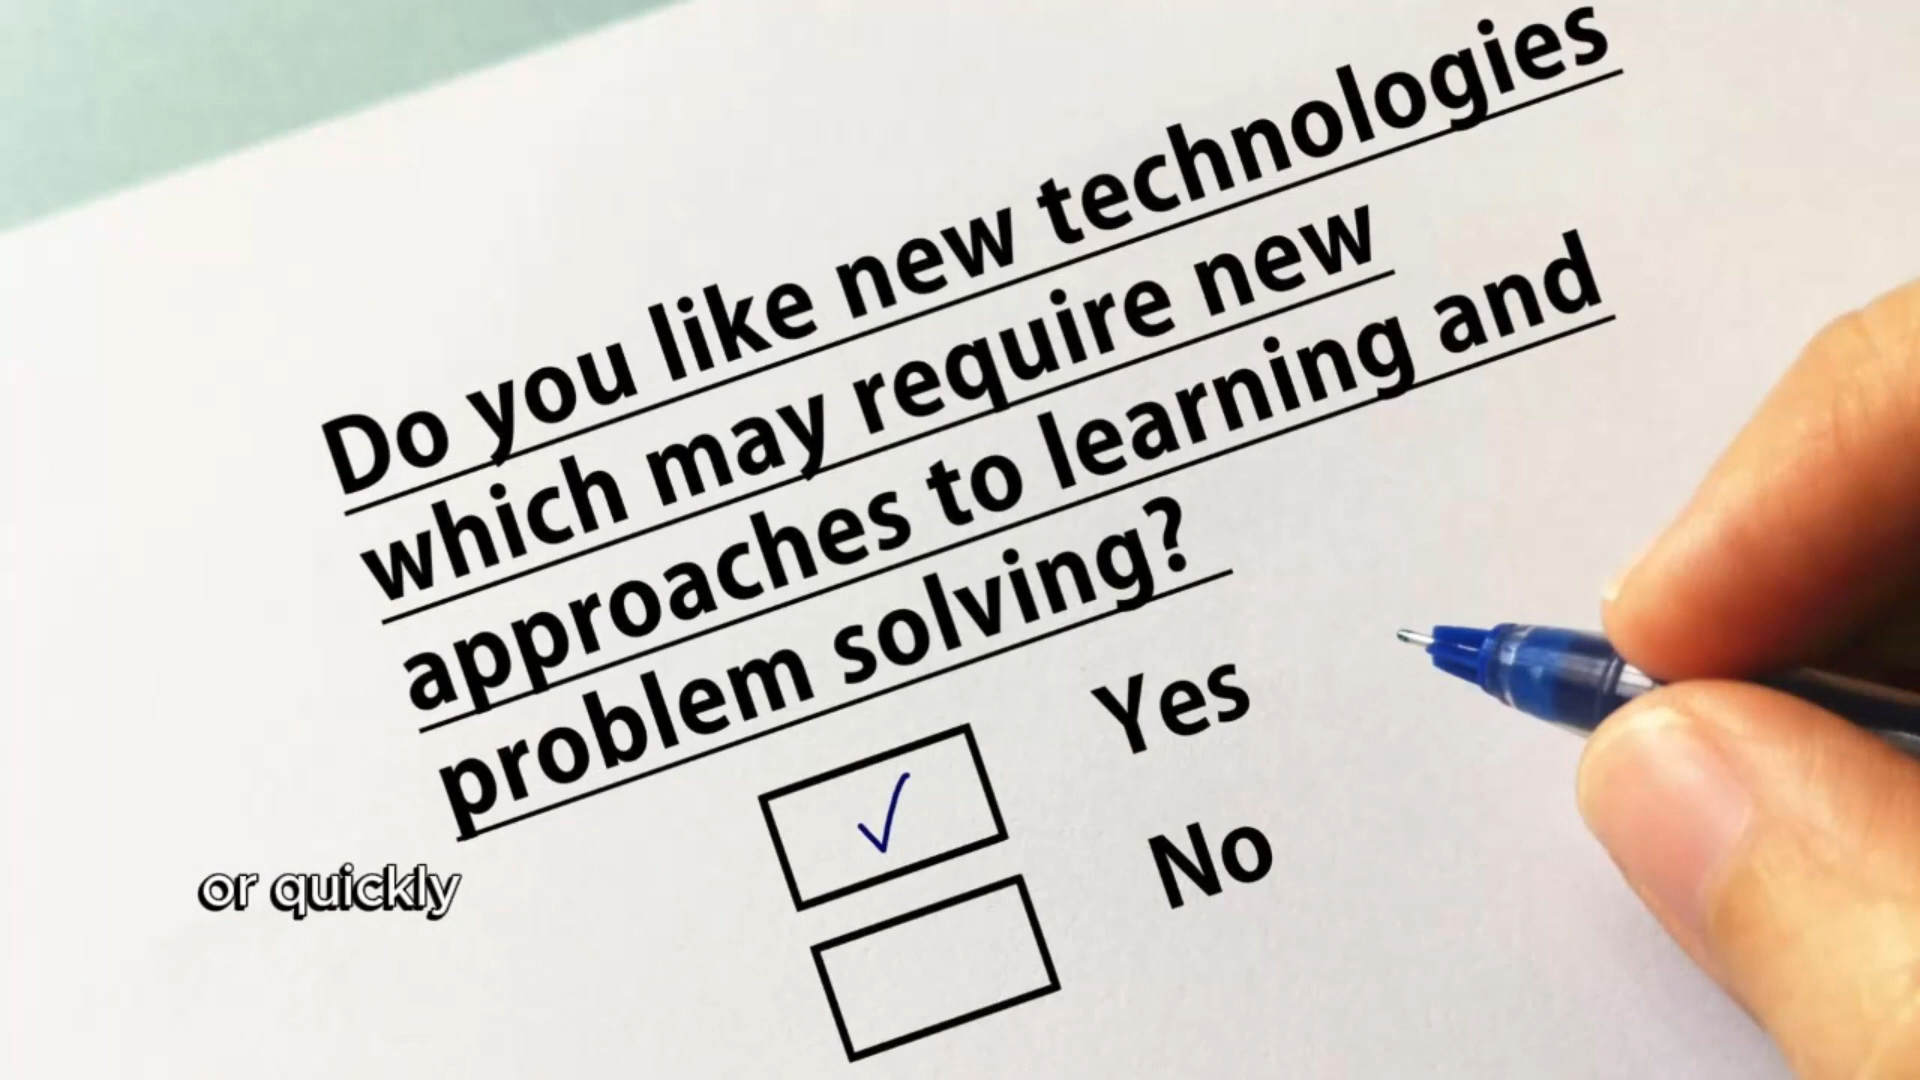 Do you like new technologies
which may require new
approaches to learning and
problem solving?
Yes
No
or quickly